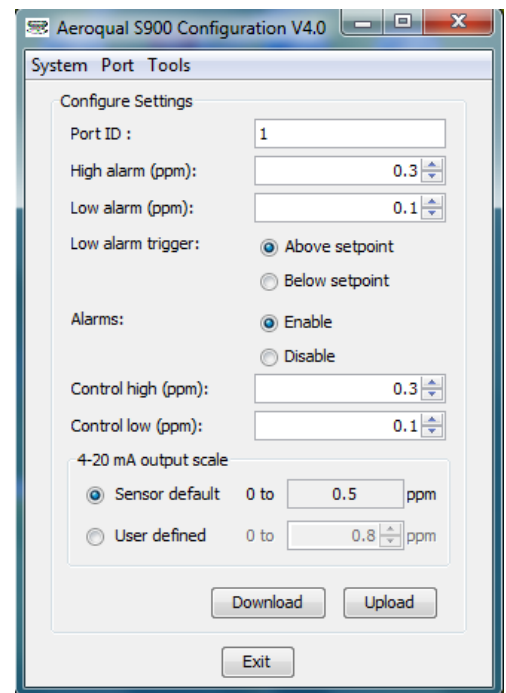 Aeroqual S900 Configuration V4.0
System Port Tools
Configure Settings
Port ID : 1
High alarm (ppm): 0.3
Low alarm (ppm): 0.1
Low alarm trigger: Above setpoint
Below setpoint
Alarms: Enable
Disable
Control high (ppm): 0.3
Control low (ppm): 0.1
4-20 mA output scale
Sensor default 0 to 0.5 ppm
User defined 0 to 0.8 ppm
Download Upload
Exit